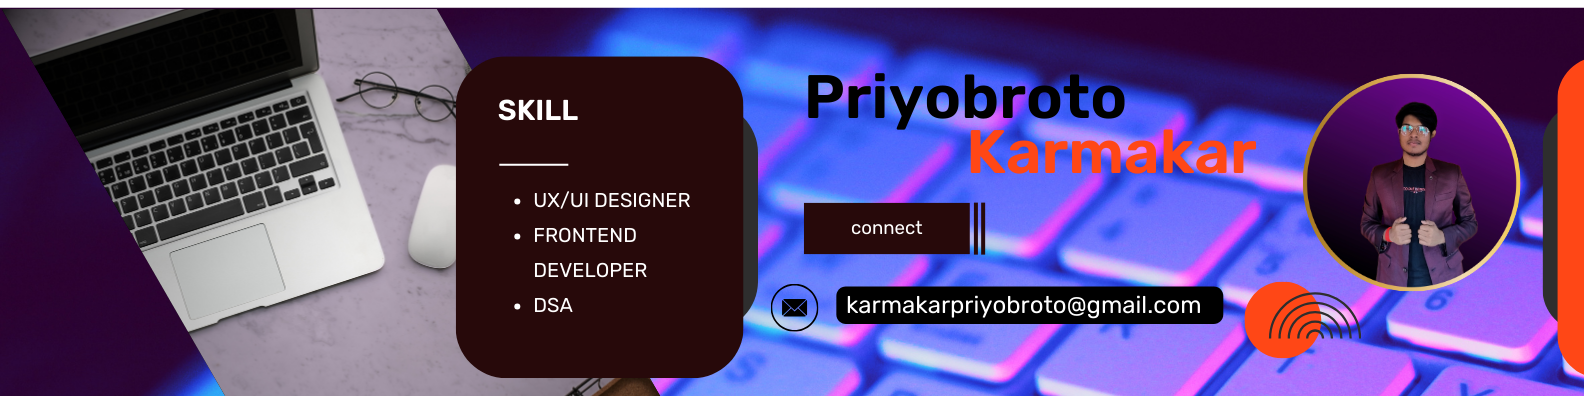 SKILL
UX/UI DESIGNER
FRONTEND
DEVELOPER
DSA
Priyobroto
Karmakar
connect
karmakarpriyobroto@gmail.com